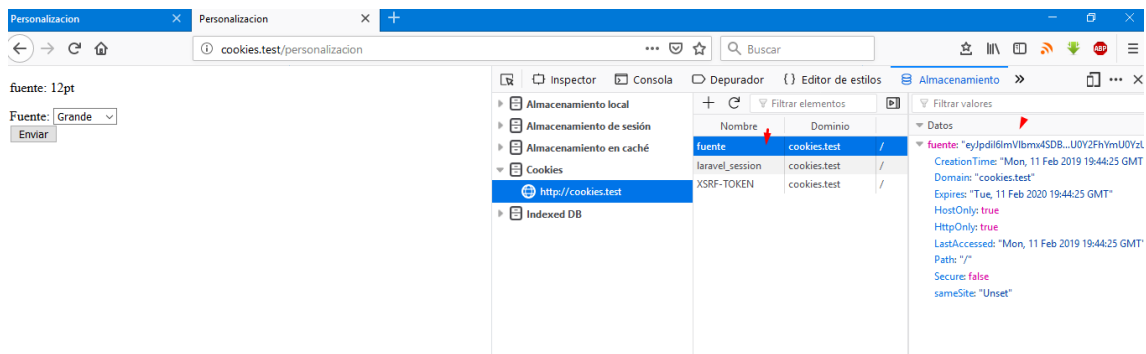 Personalizacion
Personalizacion
cookies.test/personalizacion
Buscar
ABP
fuente: 12pt
Fuente: Grande
Enviar
Inspector Consola Depurador {} Editor de estilos Almacenamiento
Almacenamiento local
Almacenamiento de sesión
Almacenamiento en caché
Cookies
http://cookies.test
Indexed DB
Filtrar elementos
Nombre Dominio
fuente cookies.test /
laravel_session cookies.test /
XSRF-TOKEN cookies.test /
Filtrar valores
Datos
fuente: "eyJpdiI6ImVIbmx4SDB...U0Y2FhYmU0YzU
CreationTime: "Mon, 11 Feb 2019 19:44:25 GMT"
Domain: "cookies.test"
Expires: "Tue, 11 Feb 2020 19:44:25 GMT"
HostOnly: true
HttpOnly: true
LastAccessed: "Mon, 11 Feb 2019 19:44:25 GMT"
Path: "/"
Secure: false
sameSite: "Unset"